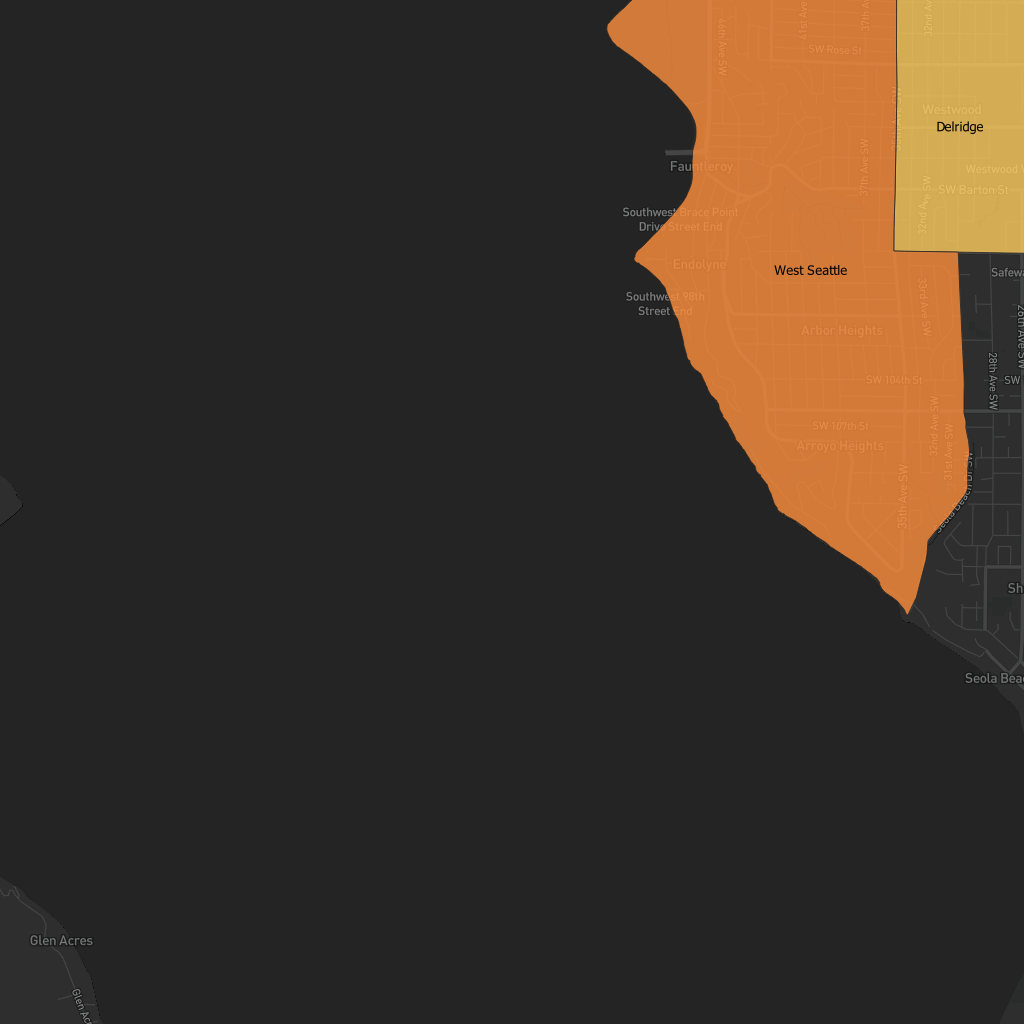 44th Ave SW
41st Ave
37th A
32nd Av
SW Rose St
Westwood
Delridge
35th Ave SW
Fauntleroy
37th Ave SW
Westwood
SW Barton St
32nd Ave SW
Southwest Brace Point
Drive Street End
Endolyne
West Seattle
Safewa
Southwest 98th
Street End
33rd Ave SW
26th Ave SW
Arbor Heights
28th Ave SW
SW 104th St
SW
SW 107th St
32nd Ave SW
Arroyo Heights
31st Ave SW
35th Ave SW
Seola Beach Dr SW
Sh
Seola Beac
Glen Acres
Glen Acr